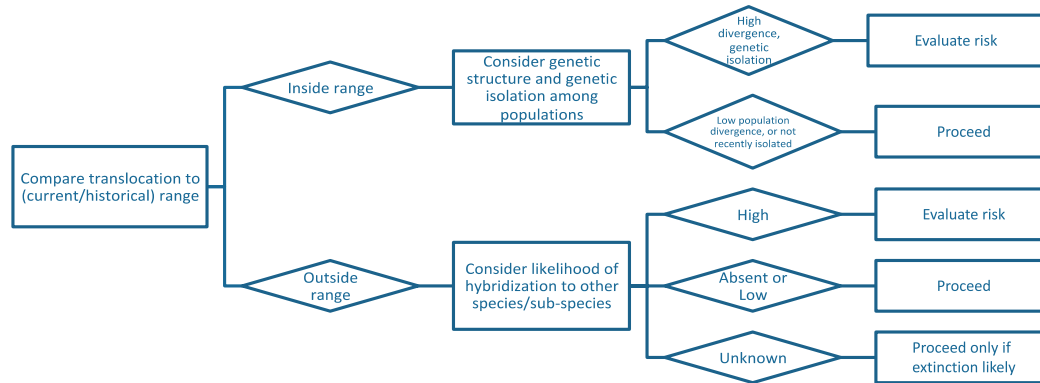 Compare translocation to
(current/historical) range
Inside range
Consider genetic
structure and genetic
isolation among
populations
High
divergence,
genetic
isolation
Evaluate risk
Low population
divergence, or not
recently isolated
Proceed
Outside
range
Consider likelihood of
hybridization to other
species/sub-species
High
Evaluate risk
Absent or
Low
Proceed
Unknown
Proceed only if
extinction likely